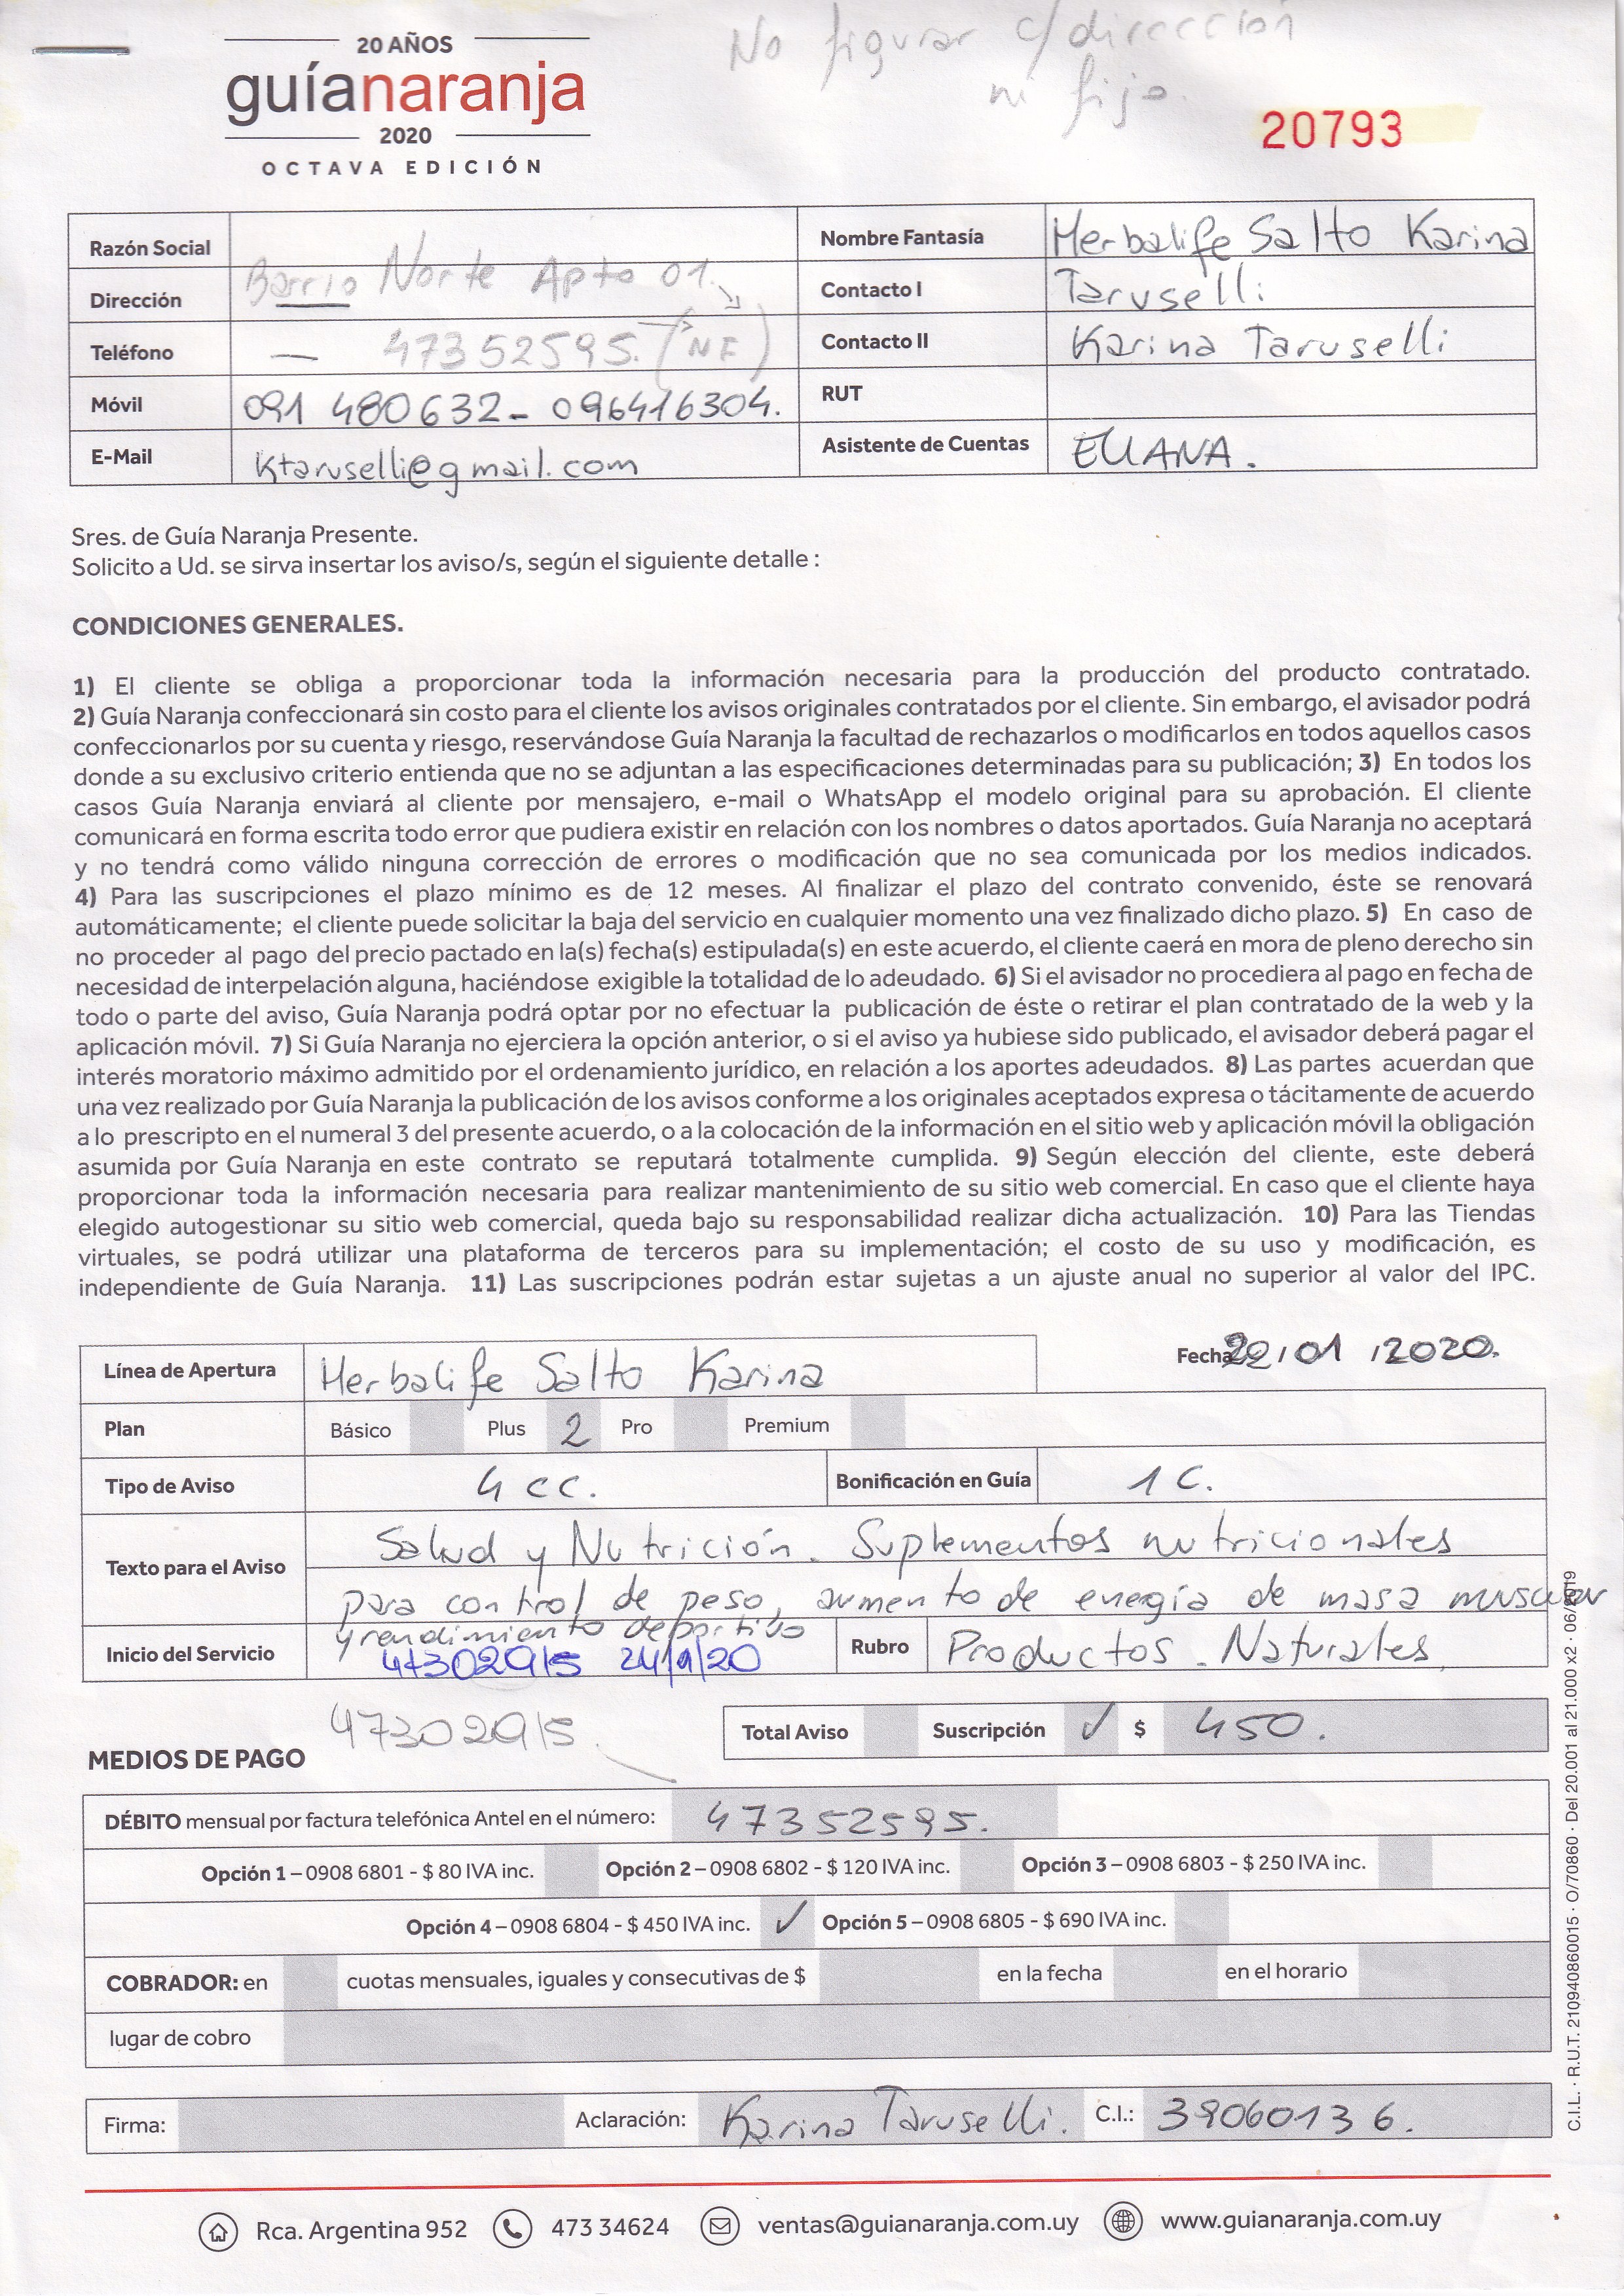 No figurar c/dirección
ni fijo.
20 AÑOS
guíanaranja
2020
OCTAVA EDICIÓN
20793
Razón Social
Nombre Fantasía Herbalife Salto Karina
Dirección Barrio Norte Apto 01.
Contacto I Taruselli
Teléfono — 47352595. (NF)
Contacto II Karina Taruselli
Móvil 091 480632 - 096416304.
RUT
E-Mail Ktaruselli@gmail.com
Asistente de Cuentas ELIANA.
Sres. de Guía Naranja Presente.
Solicito a Ud. se sirva insertar los aviso/s, según el siguiente detalle :
CONDICIONES GENERALES.
1) El cliente se obliga a proporcionar toda la información necesaria para la producción del producto contratado.
2) Guía Naranja confeccionará sin costo para el cliente los avisos originales contratados por el cliente. Sin embargo, el avisador podrá
confeccionarlos por su cuenta y riesgo, reservándose Guía Naranja la facultad de rechazarlos o modificarlos en todos aquellos casos
donde a su exclusivo criterio entienda que no se adjuntan a las especificaciones determinadas para su publicación; 3) En todos los
casos Guía Naranja enviará al cliente por mensajero, e-mail o WhatsApp el modelo original para su aprobación. El cliente
comunicará en forma escrita todo error que pudiera existir en relación con los nombres o datos aportados. Guía Naranja no aceptará
y no tendrá como válido ninguna corrección de errores o modificación que no sea comunicada por los medios indicados.
4) Para las suscripciones el plazo mínimo es de 12 meses. Al finalizar el plazo del contrato convenido, éste se renovará
automáticamente; el cliente puede solicitar la baja del servicio en cualquier momento una vez finalizado dicho plazo. 5) En caso de
no proceder al pago del precio pactado en la(s) fecha(s) estipulada(s) en este acuerdo, el cliente caerá en mora de pleno derecho sin
necesidad de interpelación alguna, haciéndose exigible la totalidad de lo adeudado. 6) Si el avisador no procediera al pago en fecha de
todo o parte del aviso, Guía Naranja podrá optar por no efectuar la publicación de éste o retirar el plan contratado de la web y la
aplicación móvil. 7) Si Guía Naranja no ejerciera la opción anterior, o si el aviso ya hubiese sido publicado, el avisador deberá pagar el
interés moratorio máximo admitido por el ordenamiento jurídico, en relación a los aportes adeudados. 8) Las partes acuerdan que
una vez realizado por Guía Naranja la publicación de los avisos conforme a los originales aceptados expresa o tácitamente de acuerdo
a lo prescripto en el numeral 3 del presente acuerdo, o a la colocación de la información en el sitio web y aplicación móvil la obligación
asumida por Guía Naranja en este contrato se reputará totalmente cumplida. 9) Según elección del cliente, este deberá
proporcionar toda la información necesaria para realizar mantenimiento de su sitio web comercial. En caso que el cliente haya
elegido autogestionar su sitio web comercial, queda bajo su responsabilidad realizar dicha actualización. 10) Para las Tiendas
virtuales, se podrá utilizar una plataforma de terceros para su implementación; el costo de su uso y modificación, es
independiente de Guía Naranja. 11) Las suscripciones podrán estar sujetas a un ajuste anual no superior al valor del IPC.
Línea de Apertura Herbalife Salto Karina
Fecha 22/01/2020.
Plan Básico Plus 2 Pro Premium
Tipo de Aviso 4 cc. Bonificación en Guía 1 C.
Texto para el Aviso Salud y Nutrición. Suplementos nutricionales
para control de peso, aumento de energía de masa muscular
y rendimiento deportivo
Inicio del Servicio 47302915 24/1/20 Rubro Productos Naturales
47302915
Total Aviso Suscripción ✓ $ 450.
MEDIOS DE PAGO
DÉBITO mensual por factura telefónica Antel en el número: 47352595.
Opción 1 – 0908 6801 - $ 80 IVA inc. Opción 2 – 0908 6802 - $ 120 IVA inc. Opción 3 – 0908 6803 - $ 250 IVA inc.
Opción 4 – 0908 6804 - $ 450 IVA inc. ✓ Opción 5 – 0908 6805 - $ 690 IVA inc.
COBRADOR: en cuotas mensuales, iguales y consecutivas de $ en la fecha en el horario
lugar de cobro
Firma: Aclaración: Karina Taruselli. C.I.: 39060136.
Rca. Argentina 952 473 34624 ventas@guianaranja.com.uy www.guianaranja.com.uy
C.I.L. · R.U.T. 210940860015 · O/70860 · Del 20.001 al 21.000 x2 · 06/2019